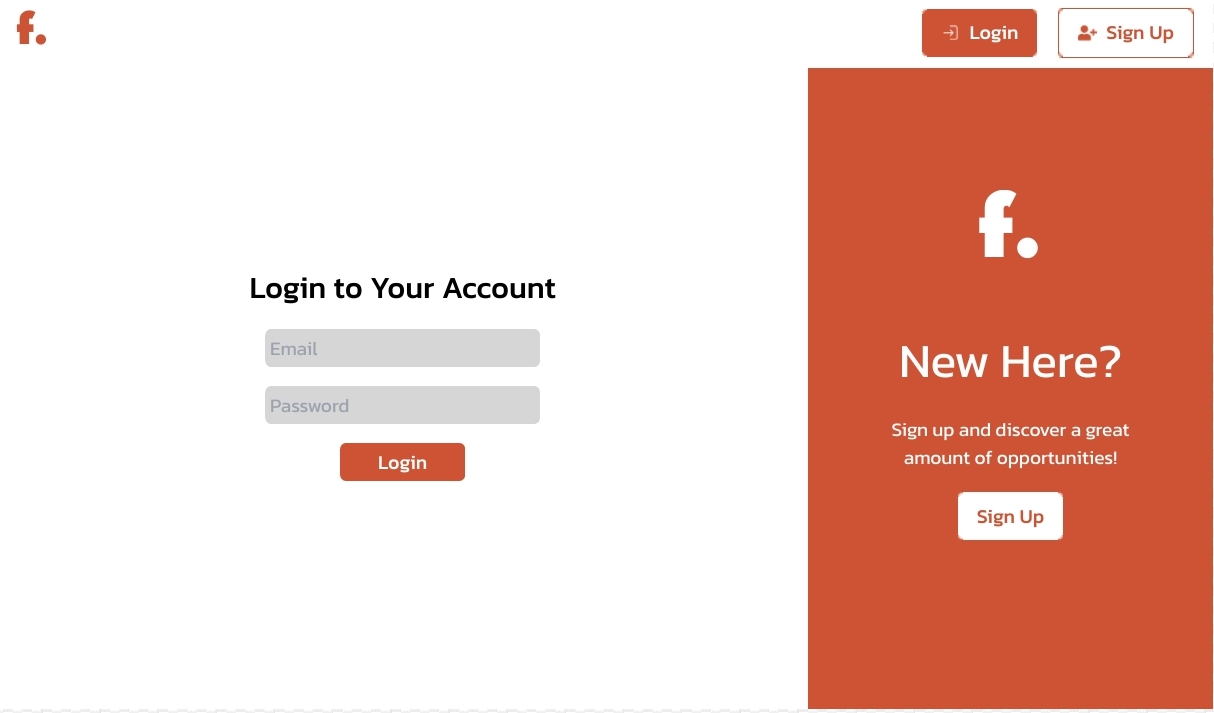 f.
Login
Sign Up
f.
New Here?
Sign up and discover a great
amount of opportunities!
Sign Up
Login to Your Account
Email
Password
Login